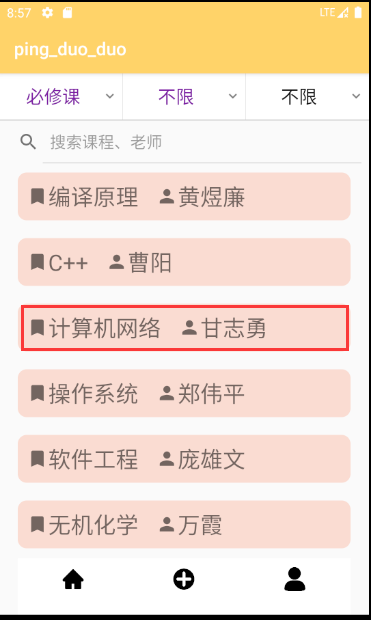 8:57 LTE
ping_duo_duo
必修课 不限 不限
搜索课程、老师
编译原理 黄煜廉
C++ 曹阳
计算机网络 甘志勇
操作系统 郑伟平
软件工程 庞雄文
无机化学 万霞